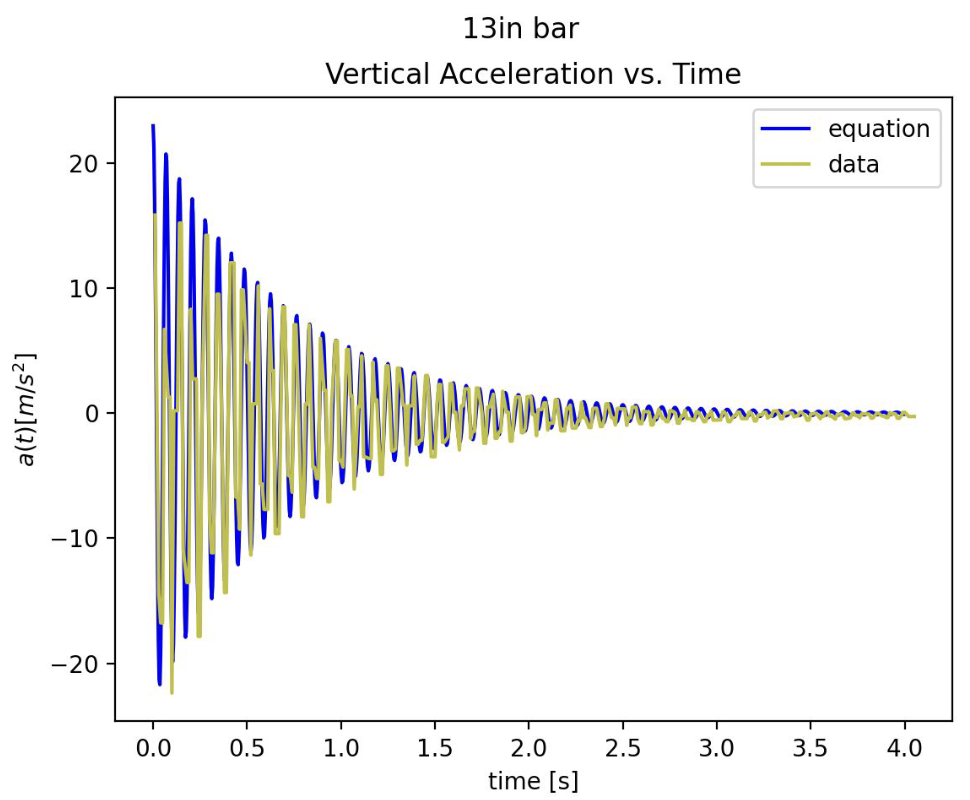 13in bar
Vertical Acceleration vs. Time
equation
data
20
10
0
−10
−20
a(t)[m/s²]
0.0 0.5 1.0 1.5 2.0 2.5 3.0 3.5 4.0
time [s]